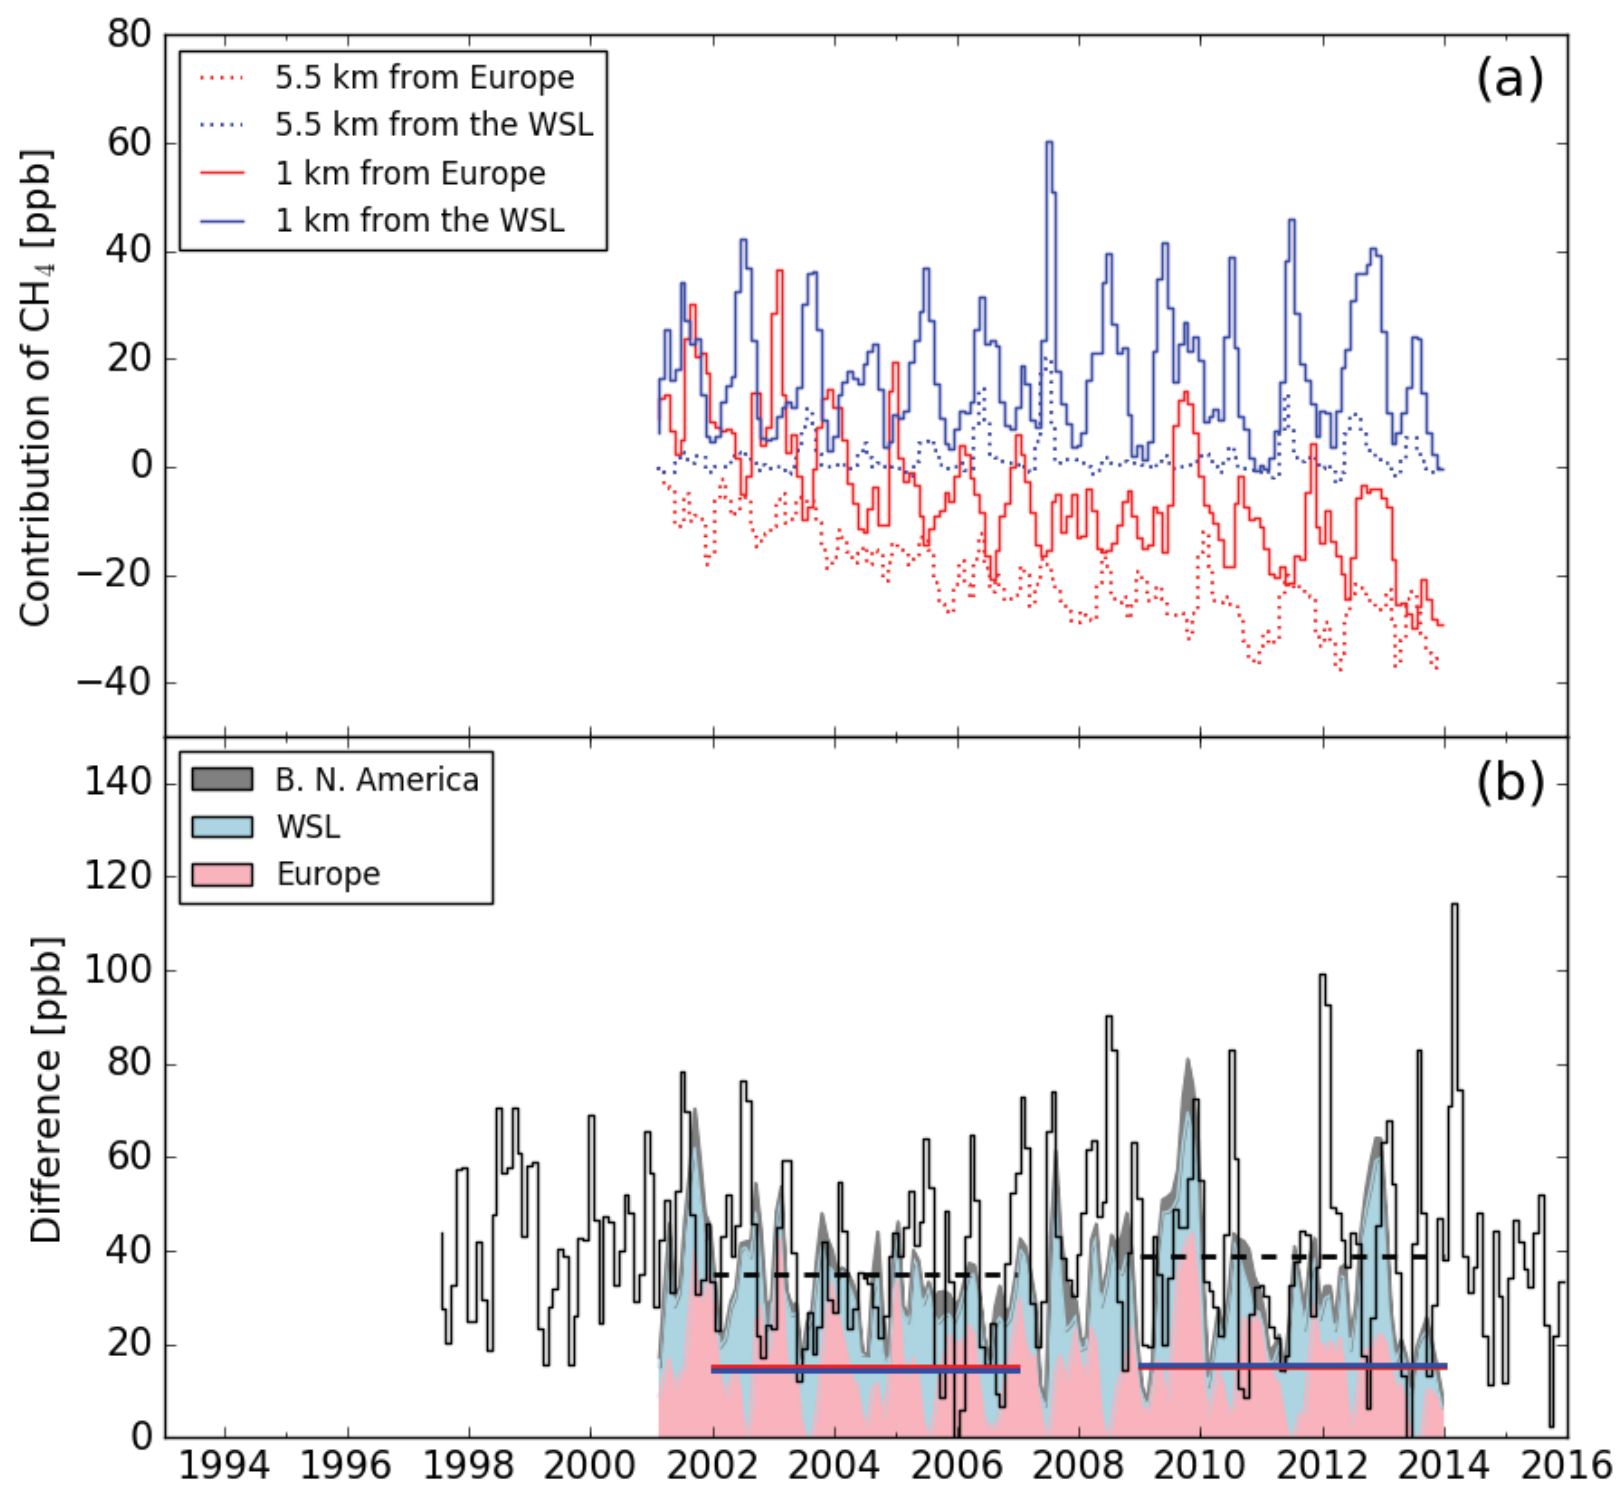 80
60
40
20
0
−20
−40
Contribution of CH4 [ppb]
5.5 km from Europe
5.5 km from the WSL
1 km from Europe
1 km from the WSL
(a)
140
120
100
80
60
40
20
0
Difference [ppb]
B. N. America
WSL
Europe
(b)
1994 1996 1998 2000 2002 2004 2006 2008 2010 2012 2014 2016